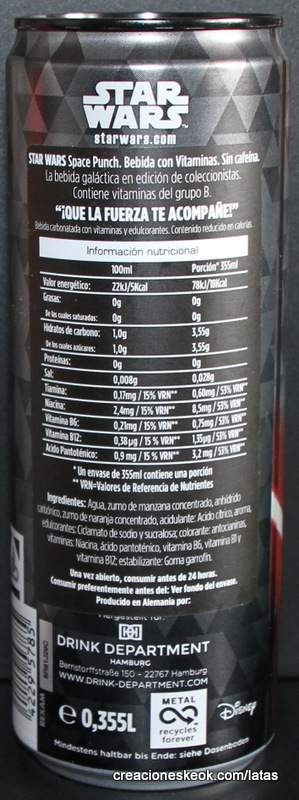 STAR
WARS
starwars.com™
STAR WARS Space Punch. Bebida con Vitaminas. Sin cafeína.
La bebida galáctica en edición de coleccionistas.
Contiene vitaminas del grupo B.
“¡QUE LA FUERZA TE ACOMPAÑE!”
Bebida carbonatada con vitaminas y edulcorantes. Contenido reducido en calorías.
Información nutricional
100ml Porción* 355ml
Valor energético: 22kJ/5Kcal 78kJ/18Kcal
Grasas: 0g 0g
De los cuales saturadas: 0g 0g
Hidratos de carbono: 1,0g 3,55g
De los cuales azúcares: 1,0g 3,55g
Proteínas: 0g 0g
Sal: 0,008g 0,028g
Tiamina: 0,17mg / 15% VRN** 0,60mg / 53% VRN**
Niacina: 2,4mg / 15% VRN** 8,5mg / 53% VRN**
Vitamina B6: 0,21mg / 15% VRN** 0,75mg / 53% VRN**
Vitamina B12: 0,38µg / 15 % VRN** 1,35µg / 53% VRN**
Acido Pantoténico: 0,9 mg / 15 % VRN** 3,2 mg / 53% VRN**
* Un envase de 355ml contiene una porción
** VRN=Valores de Referencia de Nutrientes
Ingredientes: Agua, zumo de manzana concentrado, anhídrido
carbónico, zumo de naranja concentrado, acidulante: Acido cítrico, aroma,
edulcorantes: Ciclamato de sodio y sucralosa; colorante: antocianinas,
vitaminas: Niacina, ácido pantoténico, vitamina B6, vitamina B1 y
vitamina B12; estabilizante: Goma garrofín.
Una vez abierto, consumir antes de 24 horas.
Consumir preferentemente antes del: Ver fondo del envase.
Producido en Alemania por:
Hergestellt für:
DRINK DEPARTMENT
HAMBURG
Bernstorffstraße 150 - 22767 Hamburg
WWW.DRINK-DEPARTMENT.COM
℮ 0,355L
METAL
recycles
forever
Disney
Mindestens haltbar bis Ende: siehe Dosenboden
REXAM
creacioneskeok.com/latas